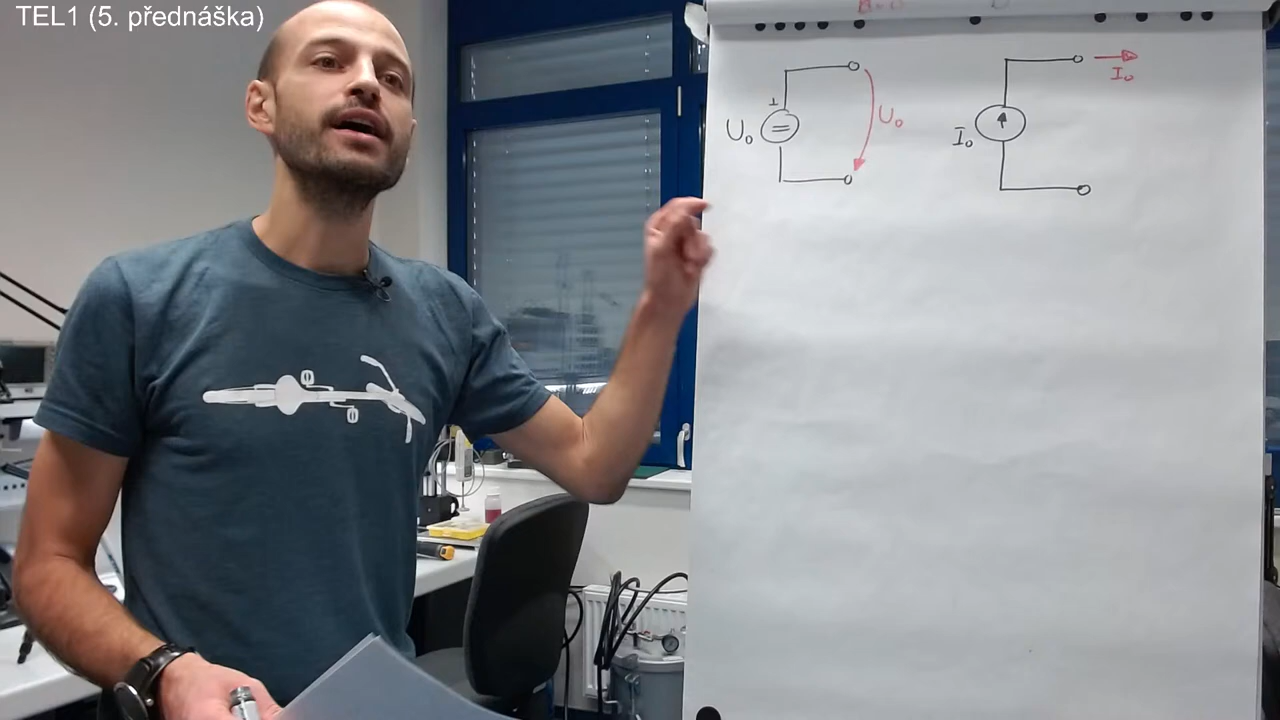 TEL1 (5. přednáška)
U₀
U₀
I₀
I₀